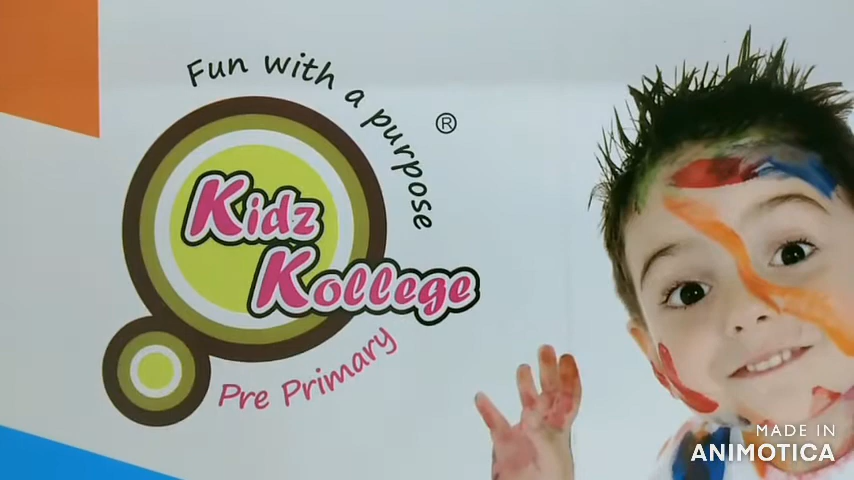 Fun with a purpose
®
Kidz
Kollege
Pre Primary
MADE IN
ANIMOTICA